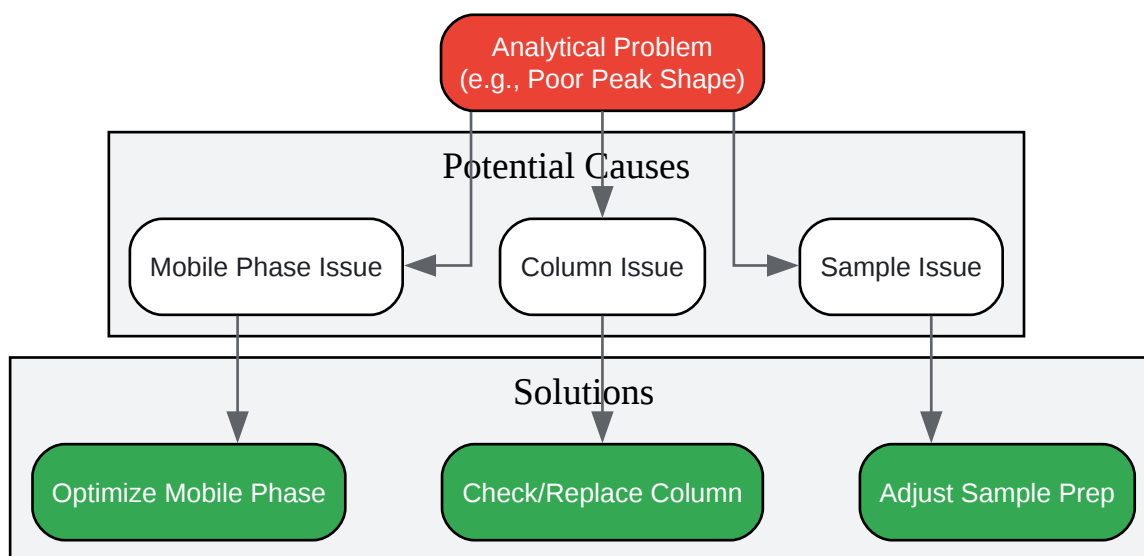 Analytical Problem
(e.g., Poor Peak Shape)
Potential Causes
Mobile Phase Issue
Column Issue
Sample Issue
Solutions
Optimize Mobile Phase
Check/Replace Column
Adjust Sample Prep